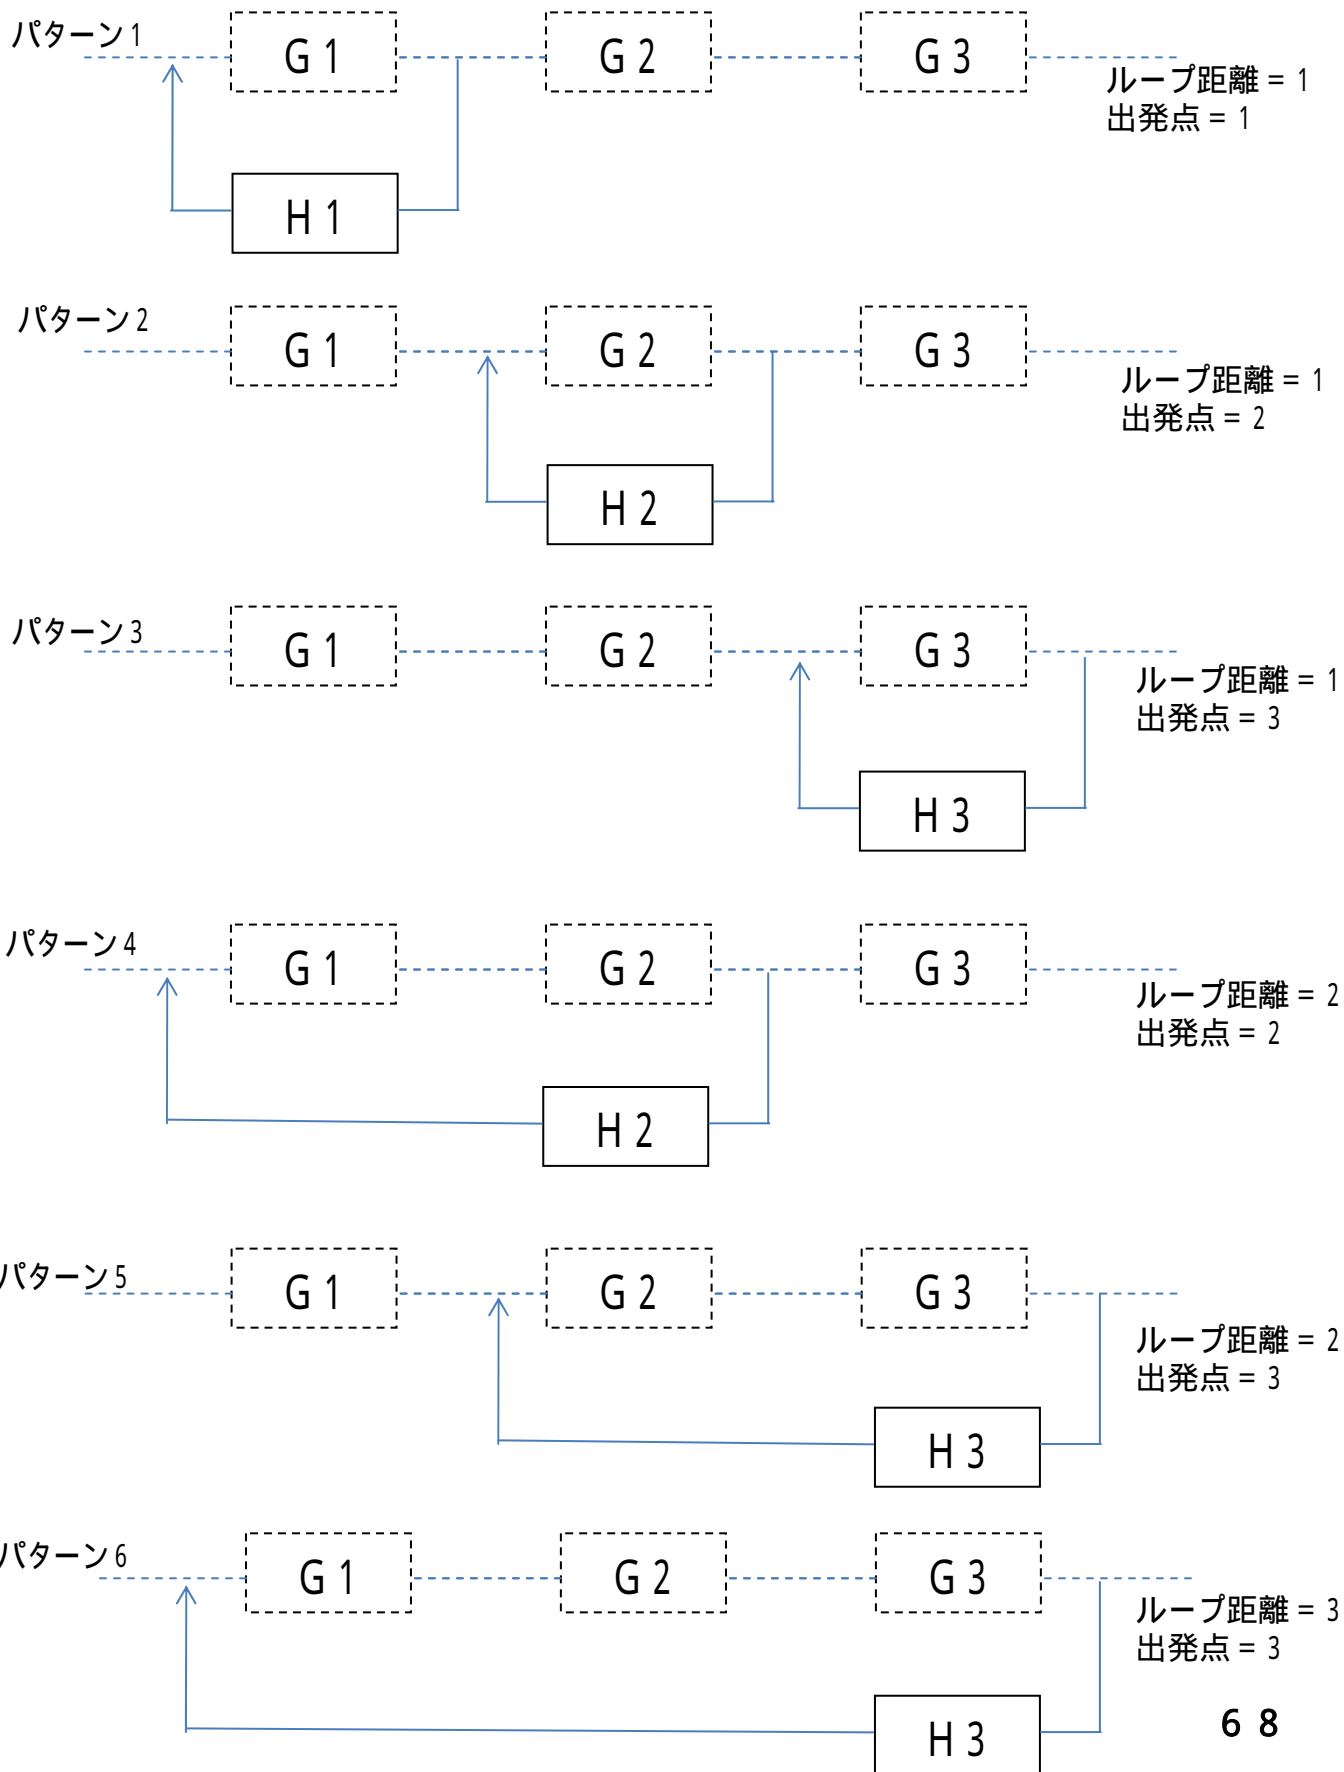 パターン1
G1 G2 G3
ループ距離 = 1
出発点 = 1
H1
パターン2
G1 G2 G3
ループ距離 = 1
出発点 = 2
H2
パターン3
G1 G2 G3
ループ距離 = 1
出発点 = 3
H3
パターン4
G1 G2 G3
ループ距離 = 2
出発点 = 2
H2
パターン5
G1 G2 G3
ループ距離 = 2
出発点 = 3
H3
パターン6
G1 G2 G3
ループ距離 = 3
出発点 = 3
H3
68